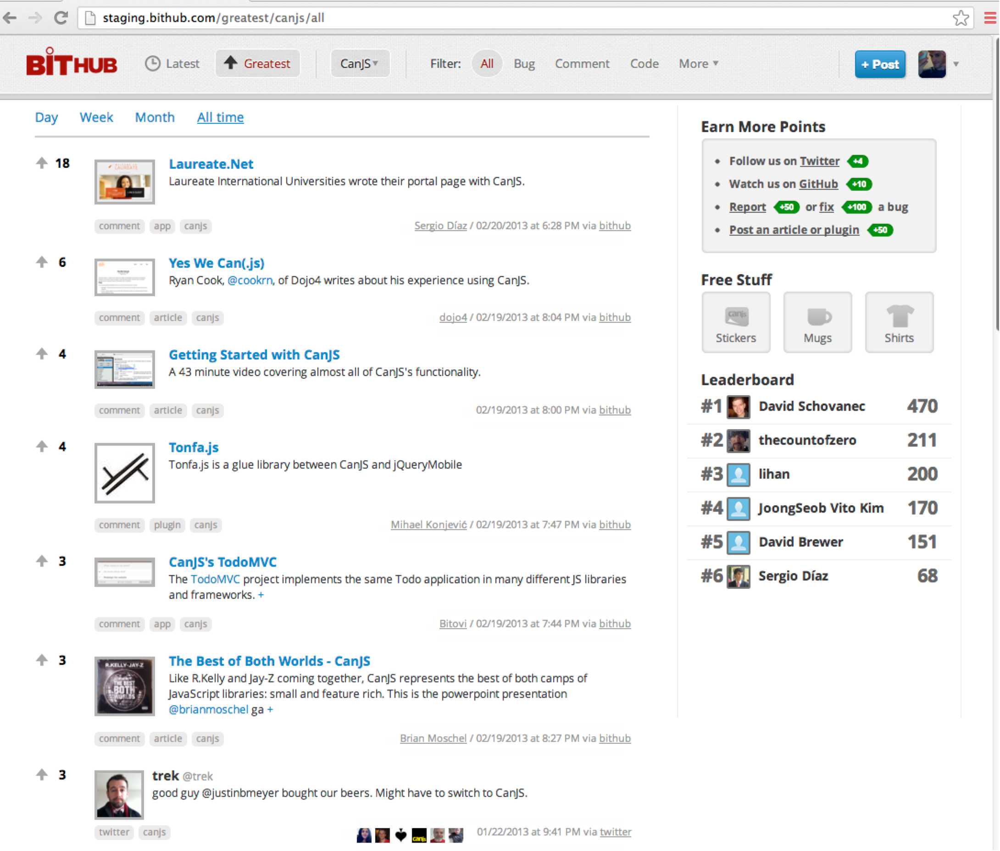 staging.bithub.com/greatest/canjs/all
BiTHUB
Latest
Greatest
CanJS
Filter:
All
Bug
Comment
Code
More
+ Post
Day Week Month All time
18
Laureate.Net
Laureate International Universities wrote their portal page with CanJS.
LAUREATE
comment app canjs
Sergio Díaz / 02/20/2013 at 6:28 PM via bithub
6
Yes We Can(.js)
Ryan Cook, @cookrn, of Dojo4 writes about his experience using CanJS.
comment article canjs
dojo4 / 02/19/2013 at 8:04 PM via bithub
4
Getting Started with CanJS
A 43 minute video covering almost all of CanJS's functionality.
comment article canjs
02/19/2013 at 8:00 PM via bithub
4
Tonfa.js
Tonfa.js is a glue library between CanJS and jQueryMobile
comment plugin canjs
Mihael Konjević / 02/19/2013 at 7:47 PM via bithub
3
CanJS's TodoMVC
The TodoMVC project implements the same Todo application in many different JS libraries
and frameworks. +
comment app canjs
Bitovi / 02/19/2013 at 7:44 PM via bithub
3
The Best of Both Worlds - CanJS
Like R.Kelly and Jay-Z coming together, CanJS represents the best of both camps of
JavaScript libraries: small and feature rich. This is the powerpoint presentation
@brianmoschel ga +
R.KELLY·JAY-Z
THE BEST
BOTH
WORLDS
comment article canjs
Brian Moschel / 02/19/2013 at 8:27 PM via bithub
3
trek @trek
good guy @justinbmeyer bought our beers. Might have to switch to CanJS.
twitter canjs
canjs
01/22/2013 at 9:41 PM via twitter
Earn More Points
• Follow us on Twitter +4
• Watch us on GitHub +10
• Report +50 or fix +100 a bug
• Post an article or plugin +50
Free Stuff
canjs
Stickers
Mugs
Shirts
Leaderboard
#1 David Schovanec 470
#2 thecountofzero 211
#3 lihan 200
#4 JoongSeob Vito Kim 170
#5 David Brewer 151
#6 Sergio Díaz 68